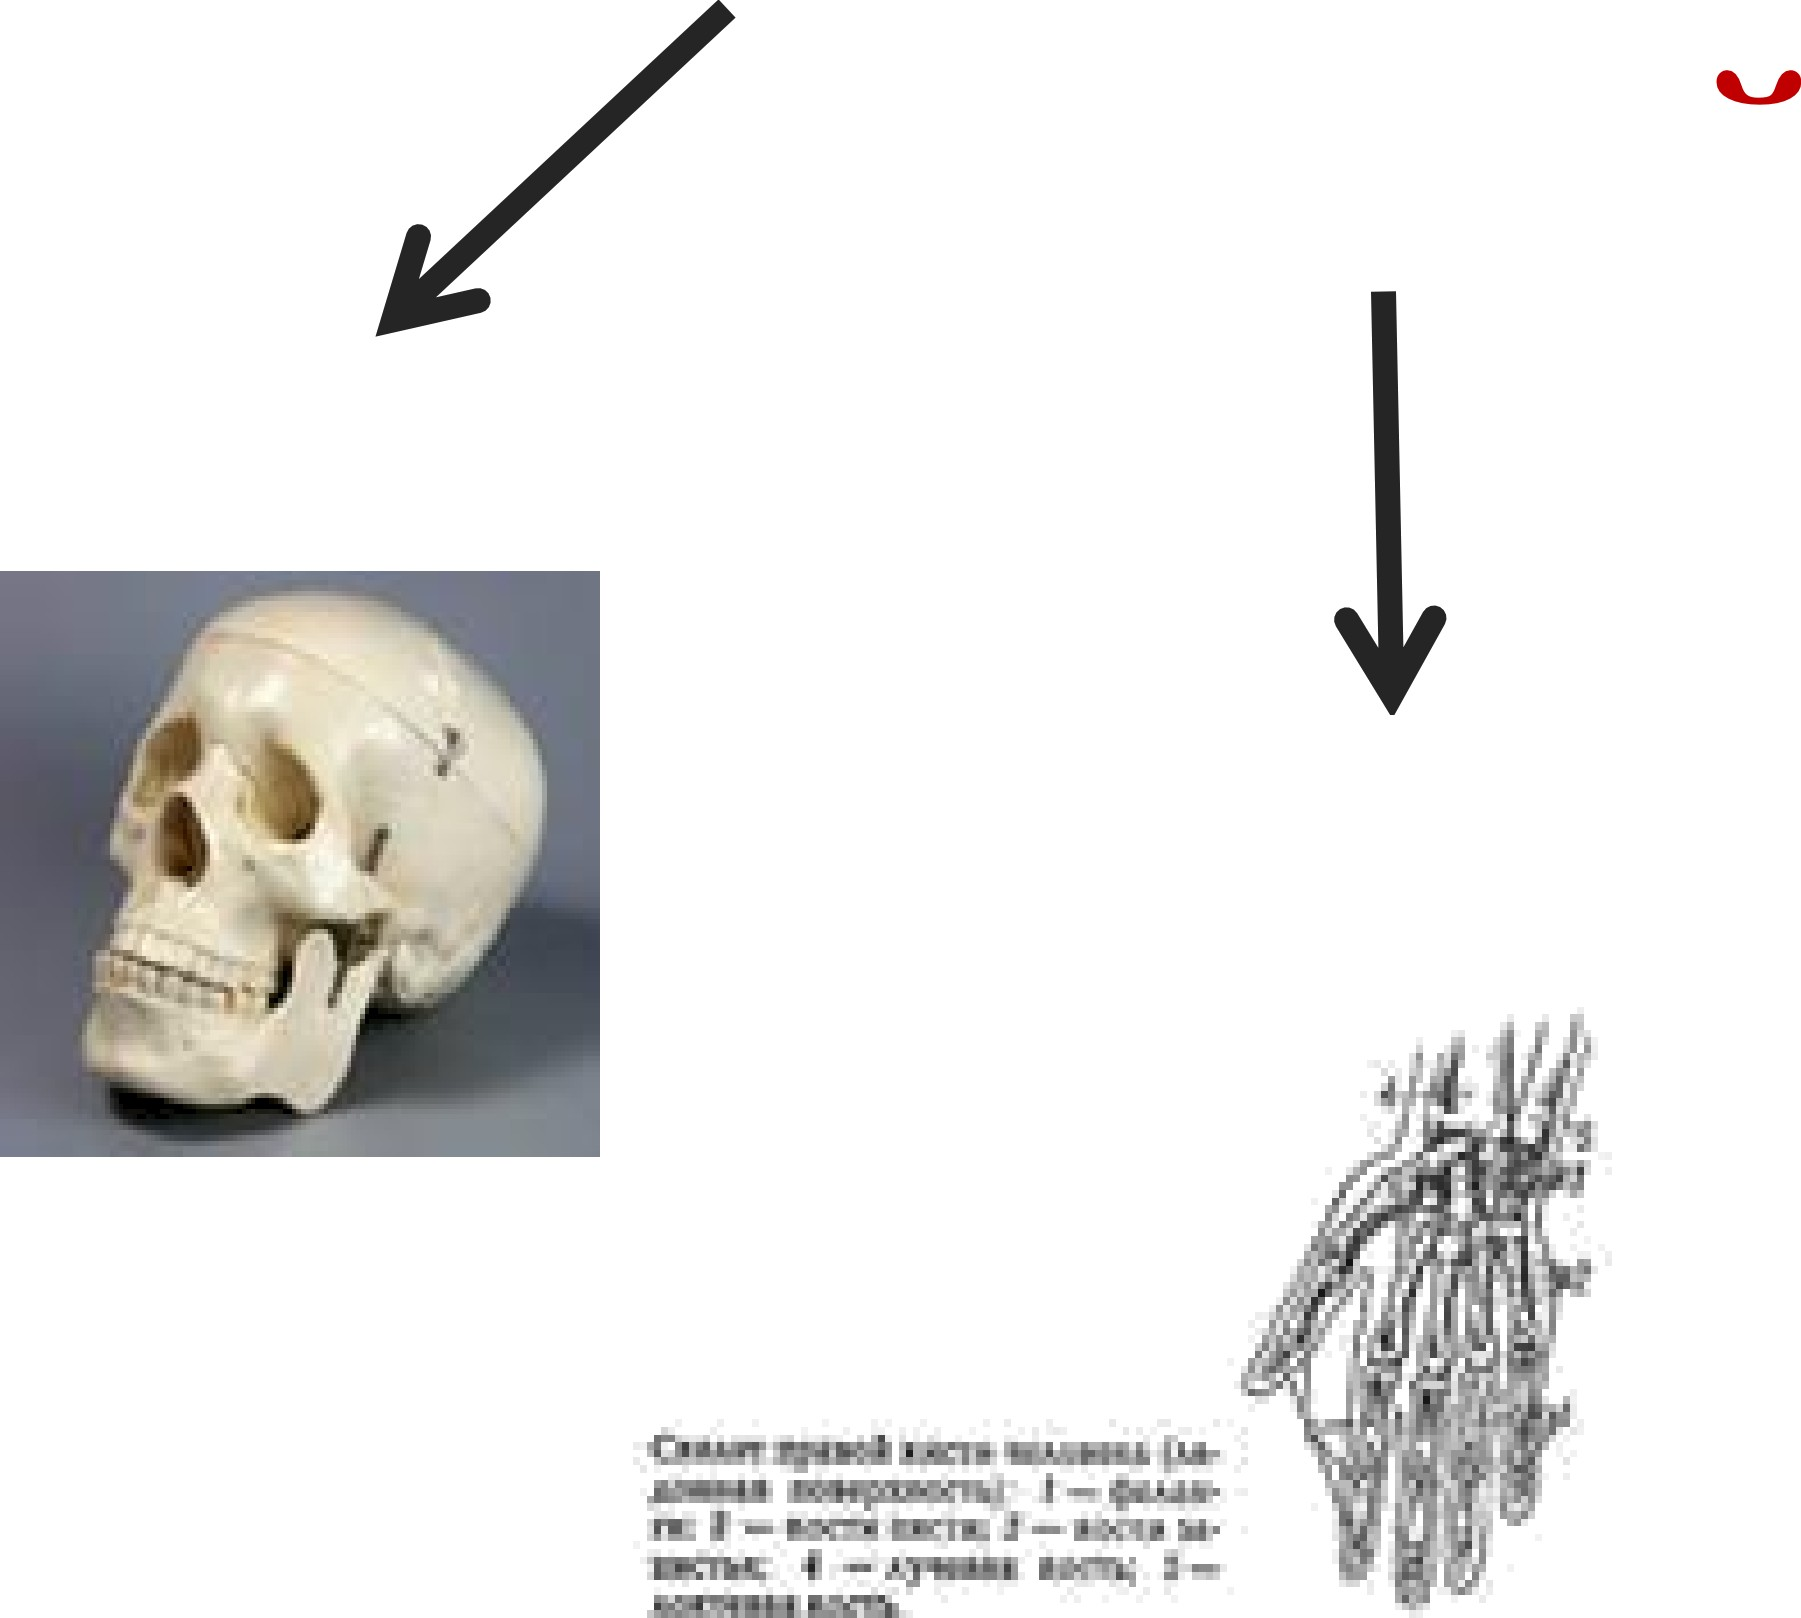 Скелет правой кисти человека (ла-
донная поверхность): 1 — фалан-
ги; 2 — кости пясти; 3 — кости за-
пястья; 4 — лучевая кость; 5 —
локтевая кость.